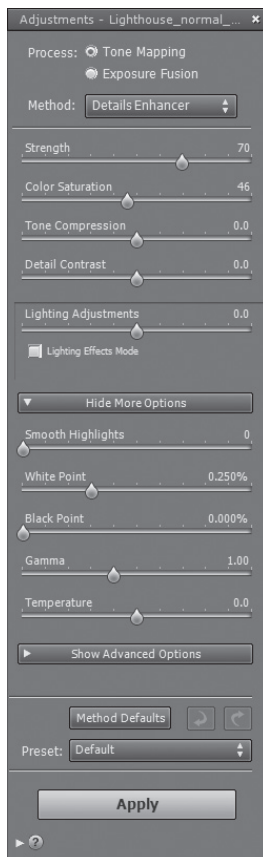 Adjustments - Lighthouse_normal_... ×
Process: Tone Mapping
Exposure Fusion
Method: Details Enhancer
Strength 70
Color Saturation 46
Tone Compression 0.0
Detail Contrast 0.0
Lighting Adjustments 0.0
Lighting Effects Mode
Hide More Options
Smooth Highlights 0
White Point 0.250%
Black Point 0.000%
Gamma 1.00
Temperature 0.0
Show Advanced Options
Method Defaults
Preset: Default
Apply
?